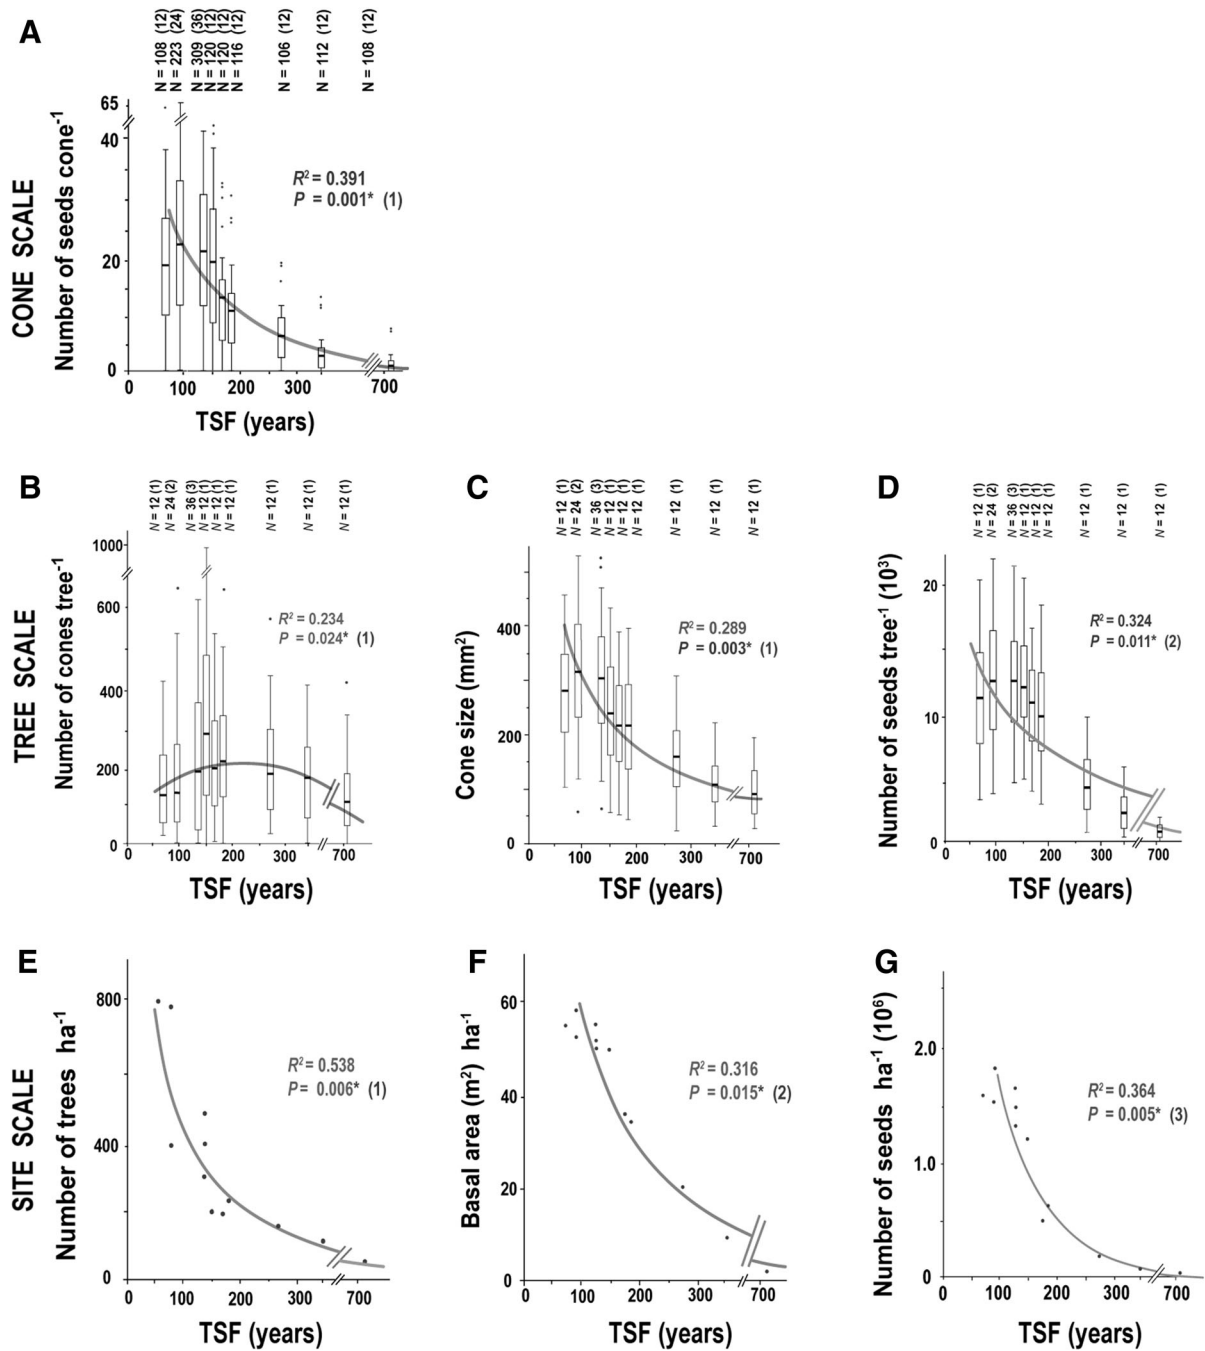 A
N = 108 (12)
N = 223 (24)
N = 309 (36)
N = 120 (12)
N = 120 (12)
N = 116 (12)
N = 106 (12)
N = 112 (12)
N = 108 (12)
CONE SCALE
Number of seeds cone⁻¹
65
40
20
0
R² = 0.391
P = 0.001* (1)
0 100 200 300 700
TSF (years)
B
N = 12 (1)
N = 24 (2)
N = 36 (3)
N = 12 (1)
N = 12 (1)
N = 12 (1)
N = 12 (1)
N = 12 (1)
N = 12 (1)
TREE SCALE
Number of cones tree⁻¹
1000
600
400
200
0
R² = 0.234
P = 0.024* (1)
0 100 200 300 700
TSF (years)
C
N = 12 (1)
N = 24 (2)
N = 36 (3)
N = 12 (1)
N = 12 (1)
N = 12 (1)
N = 12 (1)
N = 12 (1)
N = 12 (1)
Cone size (mm²)
400
200
0
R² = 0.289
P = 0.003* (1)
0 100 200 300 700
TSF (years)
D
N = 12 (1)
N = 24 (2)
N = 36 (3)
N = 12 (1)
N = 12 (1)
N = 12 (1)
N = 12 (1)
N = 12 (1)
N = 12 (1)
Number of seeds tree⁻¹ (10³)
20
10
0
R² = 0.324
P = 0.011* (2)
0 100 200 300 700
TSF (years)
E
SITE SCALE
Number of trees ha⁻¹
800
400
0
R² = 0.538
P = 0.006* (1)
0 100 200 300 700
TSF (years)
F
Basal area (m²) ha⁻¹
60
40
20
0
R² = 0.316
P = 0.015* (2)
0 100 200 300 700
TSF (years)
G
Number of seeds ha⁻¹ (10⁶)
2.0
1.0
0
R² = 0.364
P = 0.005* (3)
0 100 200 300 700
TSF (years)